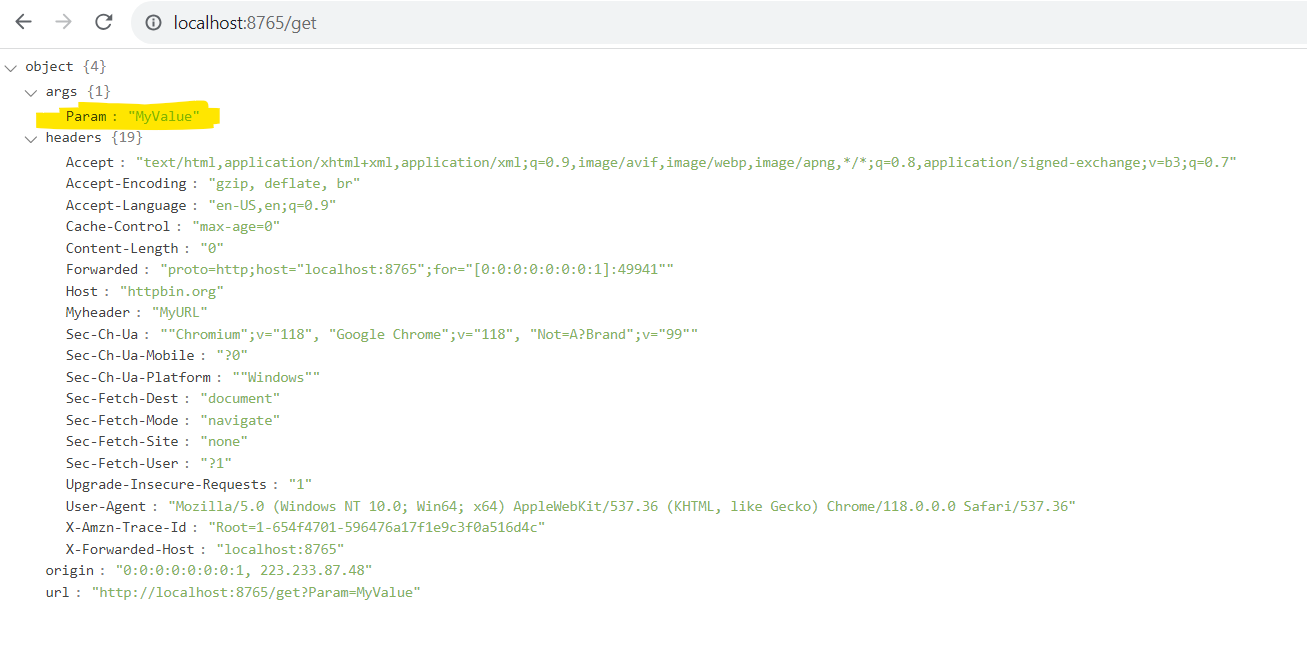 localhost:8765/get
object {4}
args {1}
Param : "MyValue"
headers {19}
Accept : "text/html,application/xhtml+xml,application/xml;q=0.9,image/avif,image/webp,image/apng,*/*;q=0.8,application/signed-exchange;v=b3;q=0.7"
Accept-Encoding : "gzip, deflate, br"
Accept-Language : "en-US,en;q=0.9"
Cache-Control : "max-age=0"
Content-Length : "0"
Forwarded : "proto=http;host="localhost:8765";for="[0:0:0:0:0:0:0:1]:49941""
Host : "httpbin.org"
Myheader : "MyURL"
Sec-Ch-Ua : ""Chromium";v="118", "Google Chrome";v="118", "Not=A?Brand";v="99""
Sec-Ch-Ua-Mobile : "?0"
Sec-Ch-Ua-Platform : ""Windows""
Sec-Fetch-Dest : "document"
Sec-Fetch-Mode : "navigate"
Sec-Fetch-Site : "none"
Sec-Fetch-User : "?1"
Upgrade-Insecure-Requests : "1"
User-Agent : "Mozilla/5.0 (Windows NT 10.0; Win64; x64) AppleWebKit/537.36 (KHTML, like Gecko) Chrome/118.0.0.0 Safari/537.36"
X-Amzn-Trace-Id : "Root=1-654f4701-596476a17f1e9c3f0a516d4c"
X-Forwarded-Host : "localhost:8765"
origin : "0:0:0:0:0:0:0:1, 223.233.87.48"
url : "http://localhost:8765/get?Param=MyValue"